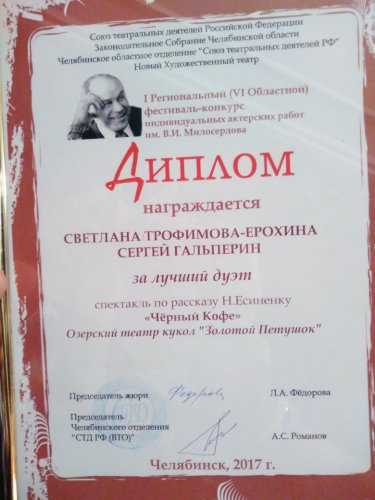 Союз театральных деятелей Российской Федерации
Законодательное Собрание Челябинской области
Челябинское областное отделение "Союз театральных деятелей РФ"
Новый Художественный театр
I Региональный (VI Областной)
фестиваль-конкурс
индивидуальных актерских работ
им. В.И. Милосердова
Диплом
награждается
СВЕТЛАНА ТРОФИМОВА-ЕРОХИНА
СЕРГЕЙ ГАЛЬПЕРИН
за лучший дуэт
спектакль по рассказу Н.Есиненку
«Чёрный Кофе»
Озерский театр кукол "Золотой Петушок"
Председатель жюри
Л.А. Фёдорова
Председатель
Челябинского отделения
"СТД РФ (ВТО)"
А.С. Романов
Челябинск, 2017 г.